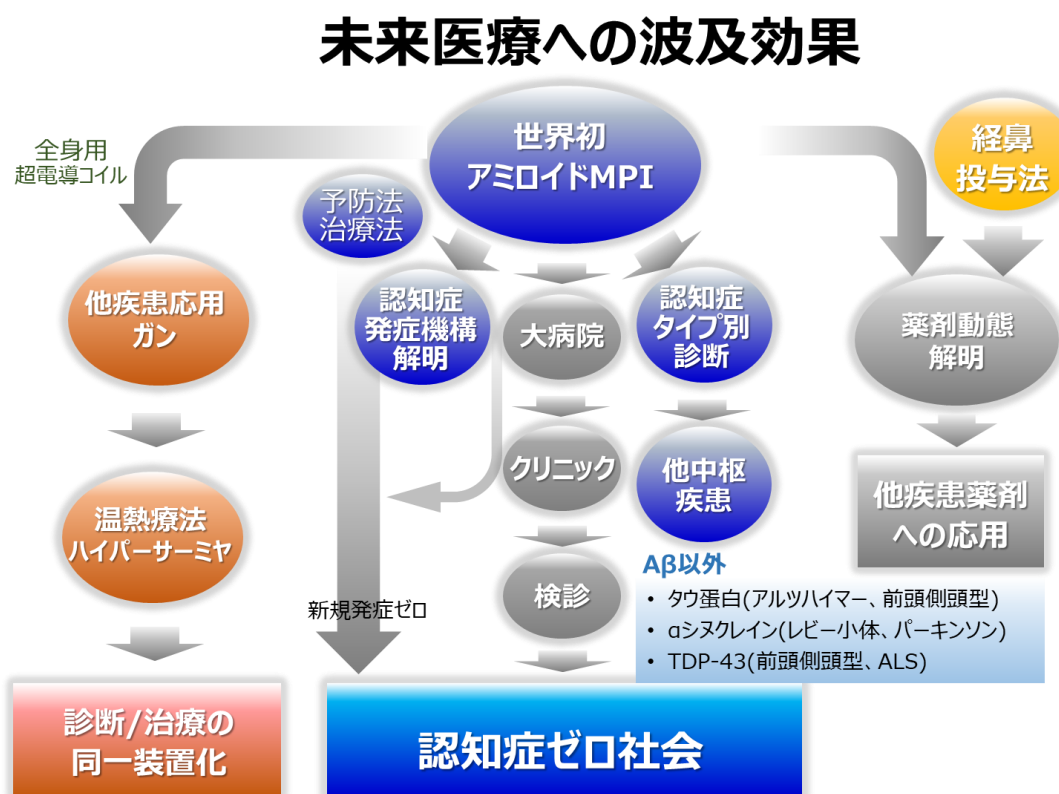 未来医療への波及効果
全身用
超電導コイル
世界初
アミロイドMPI
経鼻
投与法
予防法
治療法
他疾患応用
ガン
認知症
発症機構
解明
大病院
認知症
タイプ別
診断
薬剤動態
解明
クリニック
他中枢
疾患
温熱療法
ハイパーサーミヤ
他疾患薬剤
への応用
Aβ以外
• タウ蛋白(アルツハイマー、前頭側頭型)
• αシヌクレイン(レビー小体、パーキンソン)
• TDP-43(前頭側頭型、ALS)
検診
新規発症ゼロ
診断/治療の
同一装置化
認知症ゼロ社会